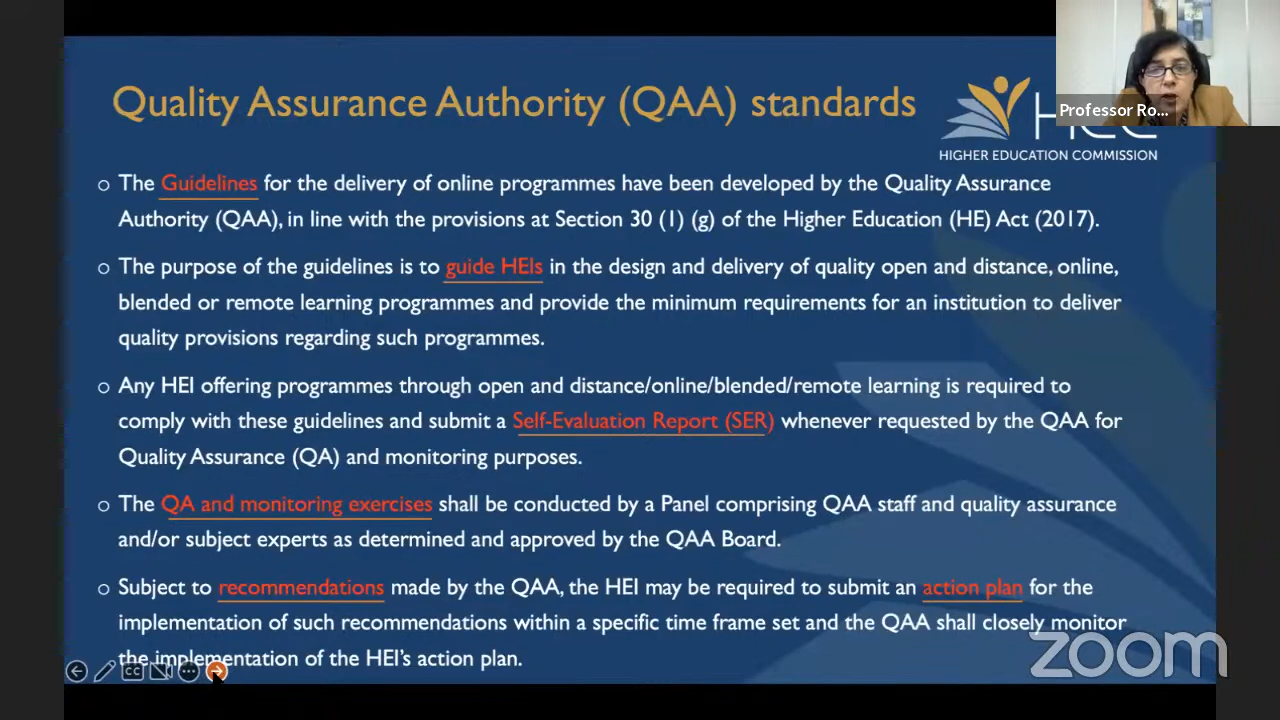 Quality Assurance Authority (QAA) standards
Professor Ro...
HIGHER EDUCATION COMMISSION
The Guidelines for the delivery of online programmes have been developed by the Quality Assurance
Authority (QAA), in line with the provisions at Section 30 (1) (g) of the Higher Education (HE) Act (2017).
The purpose of the guidelines is to guide HEIs in the design and delivery of quality open and distance, online,
blended or remote learning programmes and provide the minimum requirements for an institution to deliver
quality provisions regarding such programmes.
Any HEI offering programmes through open and distance/online/blended/remote learning is required to
comply with these guidelines and submit a Self-Evaluation Report (SER) whenever requested by the QAA for
Quality Assurance (QA) and monitoring purposes.
The QA and monitoring exercises shall be conducted by a Panel comprising QAA staff and quality assurance
and/or subject experts as determined and approved by the QAA Board.
Subject to recommendations made by the QAA, the HEI may be required to submit an action plan for the
implementation of such recommendations within a specific time frame set and the QAA shall closely monitor
the implementation of the HEI's action plan.
CC
zoom